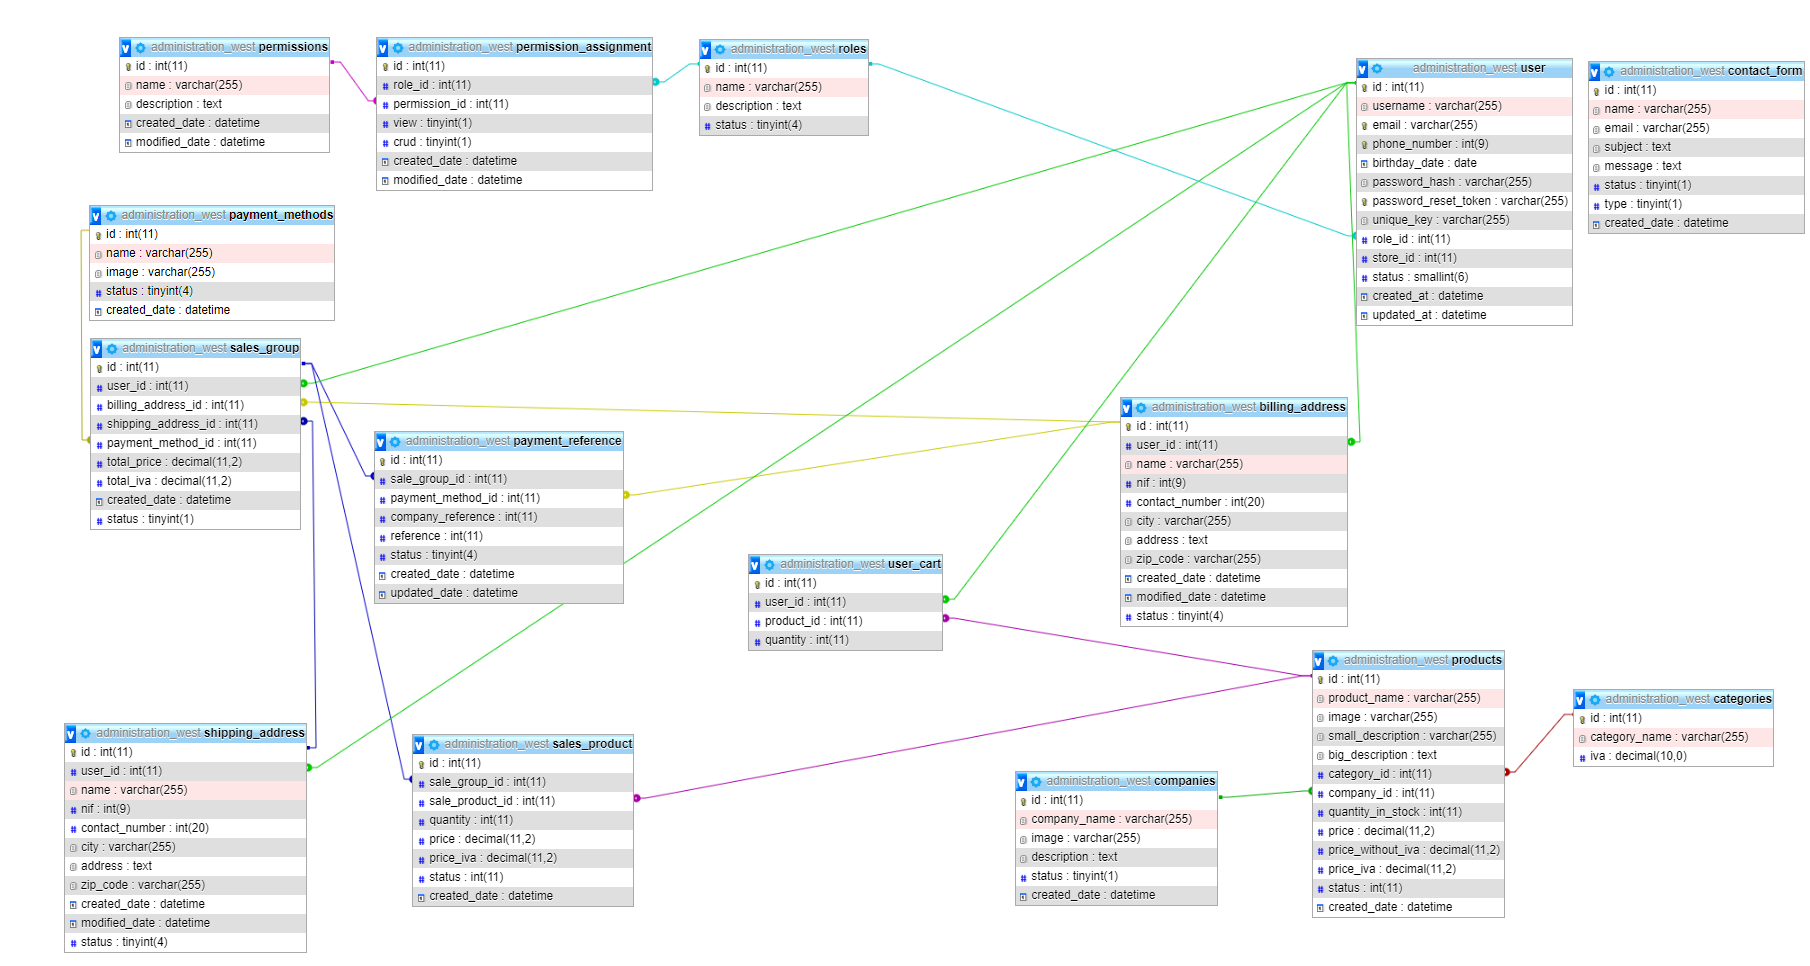 administration_west permissions
id : int(11)
name : varchar(255)
description : text
created_date : datetime
modified_date : datetime
administration_west permission_assignment
id : int(11)
role_id : int(11)
permission_id : int(11)
view : tinyint(1)
crud : tinyint(1)
created_date : datetime
modified_date : datetime
administration_west roles
id : int(11)
name : varchar(255)
description : text
status : tinyint(4)
administration_west user
id : int(11)
username : varchar(255)
email : varchar(255)
phone_number : int(9)
birthday_date : date
password_hash : varchar(255)
password_reset_token : varchar(255)
unique_key : varchar(255)
role_id : int(11)
store_id : int(11)
status : smallint(6)
created_at : datetime
updated_at : datetime
administration_west contact_form
id : int(11)
name : varchar(255)
email : varchar(255)
subject : text
message : text
status : tinyint(1)
type : tinyint(1)
created_date : datetime
administration_west payment_methods
id : int(11)
name : varchar(255)
image : varchar(255)
status : tinyint(4)
created_date : datetime
administration_west sales_group
id : int(11)
user_id : int(11)
billing_address_id : int(11)
shipping_address_id : int(11)
payment_method_id : int(11)
total_price : decimal(11,2)
total_iva : decimal(11,2)
created_date : datetime
status : tinyint(1)
administration_west payment_reference
id : int(11)
sale_group_id : int(11)
payment_method_id : int(11)
company_reference : int(11)
reference : int(11)
status : tinyint(4)
created_date : datetime
updated_date : datetime
administration_west billing_address
id : int(11)
user_id : int(11)
name : varchar(255)
nif : int(9)
contact_number : int(20)
city : varchar(255)
address : text
zip_code : varchar(255)
created_date : datetime
modified_date : datetime
status : tinyint(4)
administration_west user_cart
id : int(11)
user_id : int(11)
product_id : int(11)
quantity : int(11)
administration_west products
id : int(11)
product_name : varchar(255)
image : varchar(255)
small_description : varchar(255)
big_description : text
category_id : int(11)
company_id : int(11)
quantity_in_stock : int(11)
price : decimal(11,2)
price_without_iva : decimal(11,2)
price_iva : decimal(11,2)
status : int(11)
created_date : datetime
administration_west categories
id : int(11)
category_name : varchar(255)
iva : decimal(10,0)
administration_west shipping_address
id : int(11)
user_id : int(11)
name : varchar(255)
nif : int(9)
contact_number : int(20)
city : varchar(255)
address : text
zip_code : varchar(255)
created_date : datetime
modified_date : datetime
status : tinyint(4)
administration_west sales_product
id : int(11)
sale_group_id : int(11)
sale_product_id : int(11)
quantity : int(11)
price : decimal(11,2)
price_iva : decimal(11,2)
status : int(11)
created_date : datetime
administration_west companies
id : int(11)
company_name : varchar(255)
image : varchar(255)
description : text
status : tinyint(1)
created_date : datetime